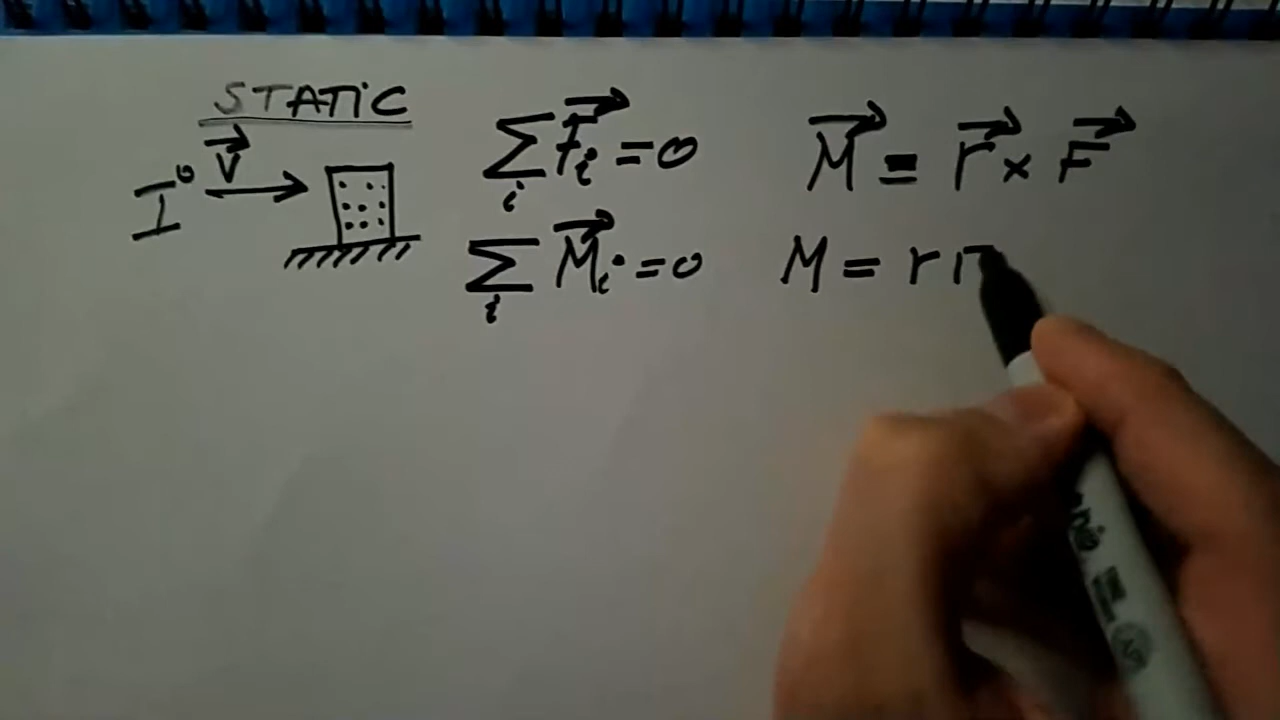 STATIC
I° V⃗
∑ᵢ F⃗ᵢ = 0
∑ᵢ M⃗ᵢ = 0
M⃗ = r⃗ × F⃗
M = r